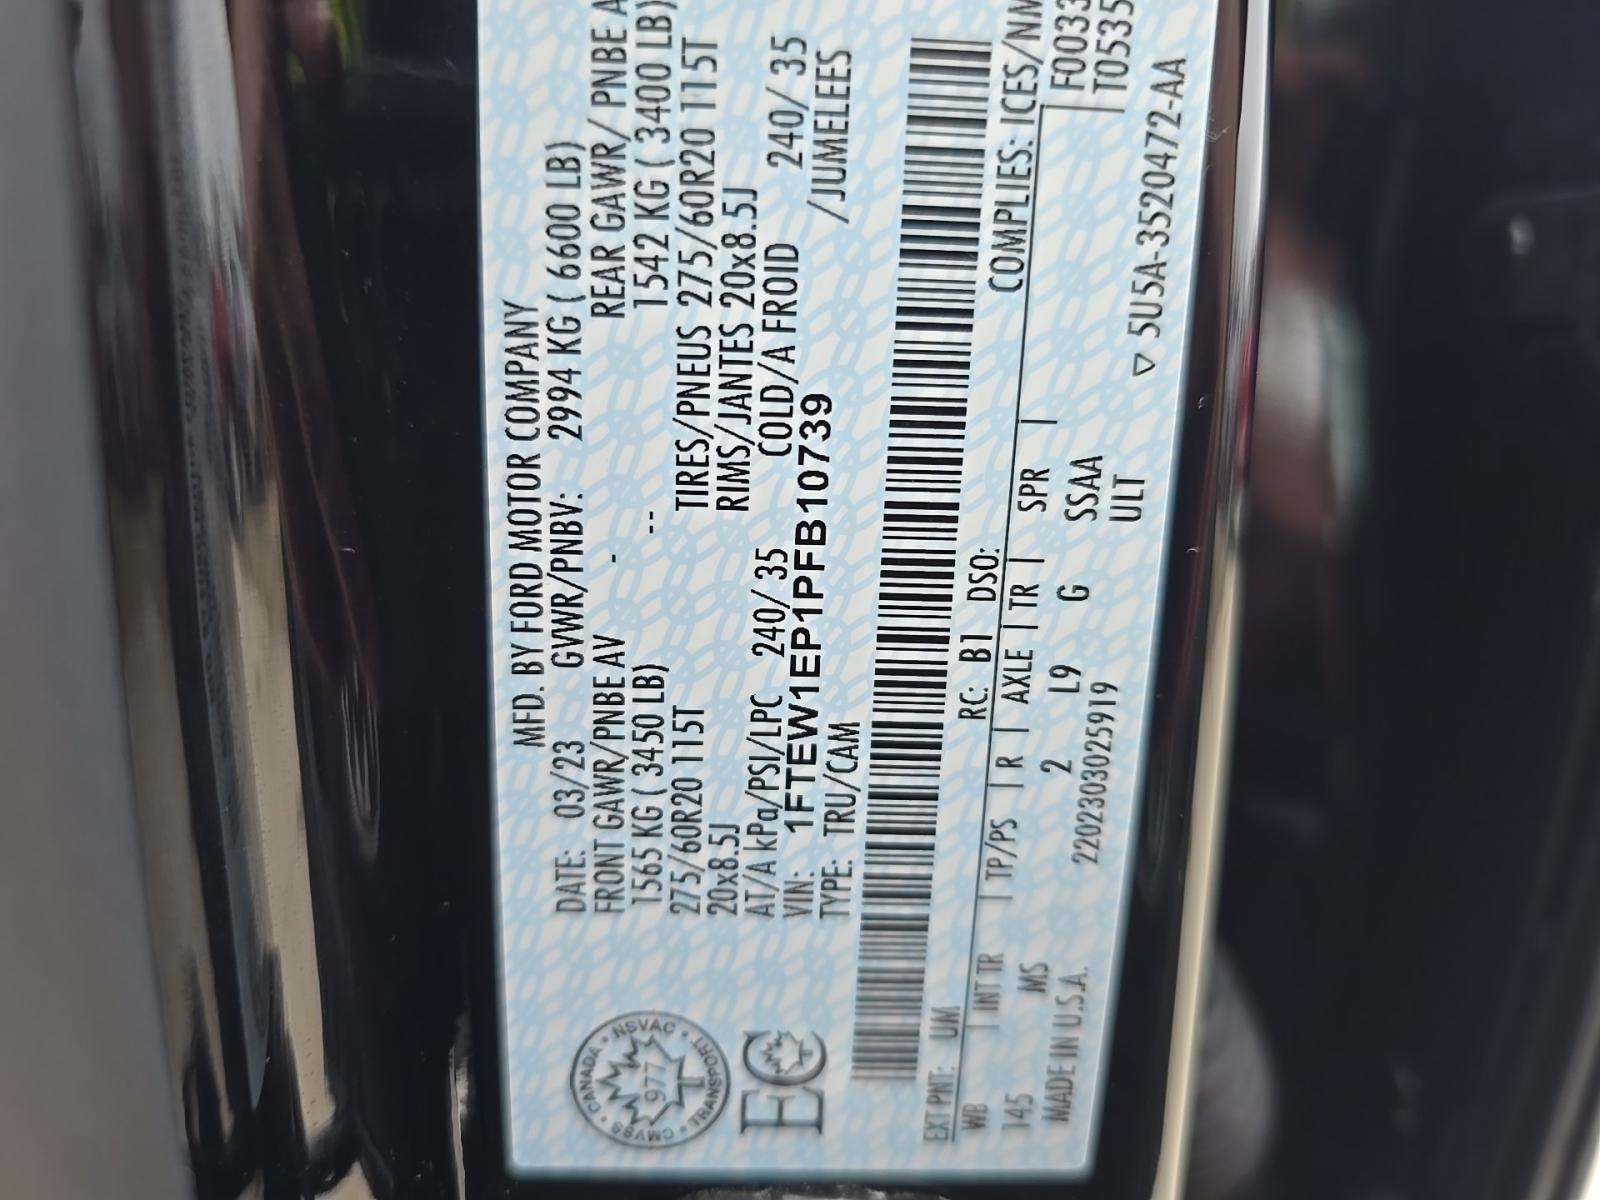 MFD. BY FORD MOTOR COMPANY
DATE: 03/23 GVWR/PNBV: 2994 KG ( 6600 LB)
FRONT GAWR/PNBE AV - REAR GAWR/ PNBE A
1565 KG ( 3450 LB) -- 1542 KG ( 3400 LB)
275/60R20 115T TIRES/PNEUS 275/60R20 115T
20x8.5J RIMS/JANTES 20x8.5J
AT/A kPa/PSI/LPC 240/ 35 COLD/A FROID 240/ 35
VIN: 1FTEW1EP1PFB10739 /JUMELEES
TYPE: TRU/CAM
CANADA • NSVAC • TRANSPORT • CMVSS •
977
T
EC
COMPLIES: ICES/NM
EXT PNT: UM RC: B1 DSO:
F0033
T0535
WB | INT TR | TP/PS | R | AXLE | TR | SPR |
145 MS 2 L9 G SSAA
ULT
MADE IN U.S.A. 2202303025919
▽ 5U5A-3520472-AA